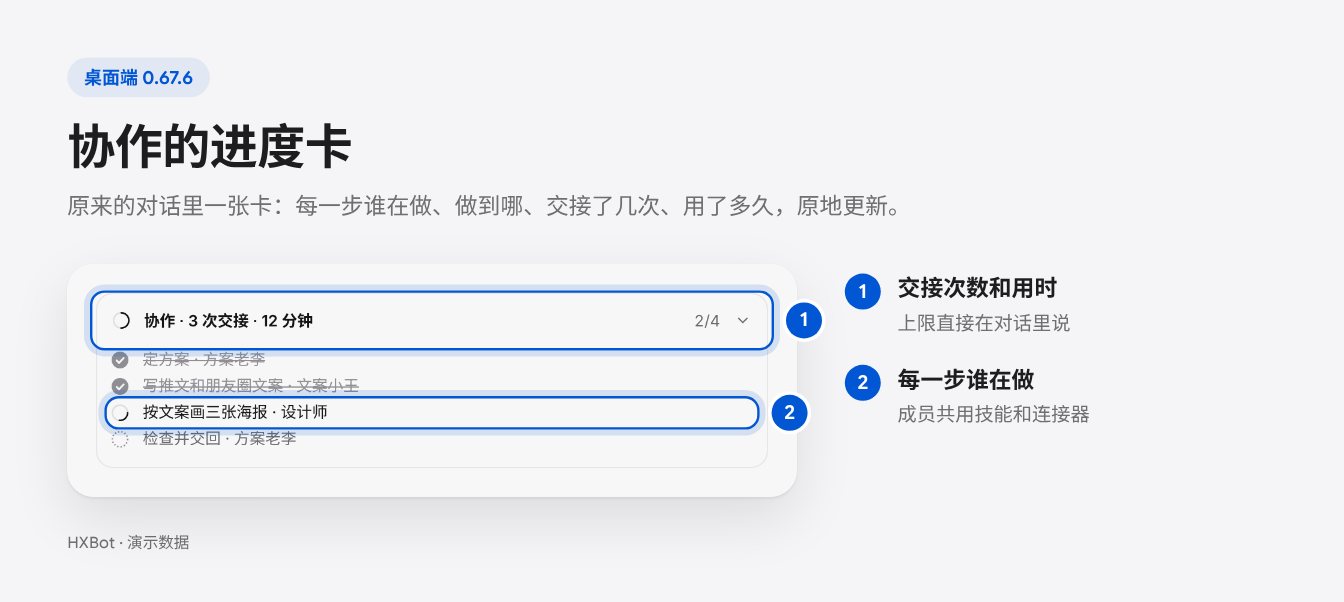 桌面端 0.67.6
协作的进度卡
原来的对话里一张卡：每一步谁在做、做到哪、交接了几次、用了多久，原地更新。
协作 · 3 次交接 · 12 分钟 2/4
1
定方案 · 方案老李
写推文和朋友圈文案 · 文案小王
按文案画三张海报 · 设计师
2
检查并交回 · 方案老李
1 交接次数和用时
上限直接在对话里说
2 每一步谁在做
成员共用技能和连接器
HXBot · 演示数据